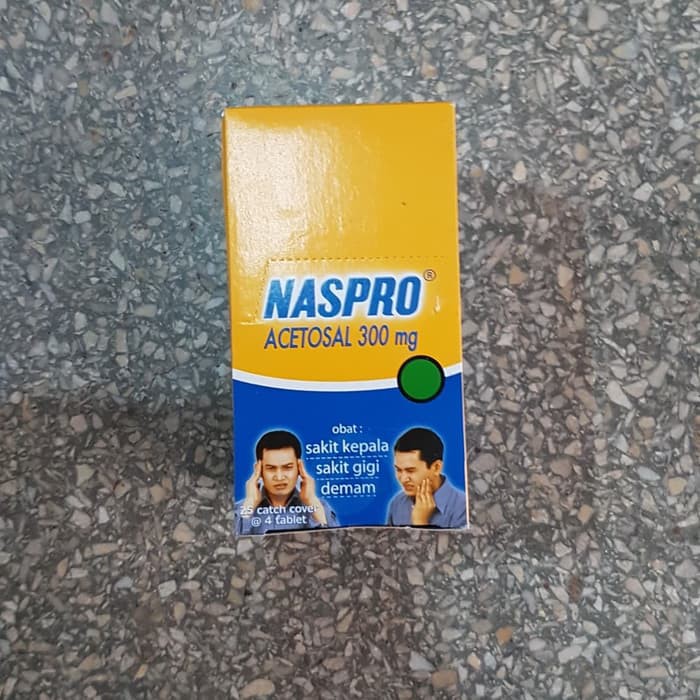 NASPRO®
ACETOSAL 300 mg
obat :
sakit kepala
sakit gigi
demam
25 catch cover
@ 4 tablet